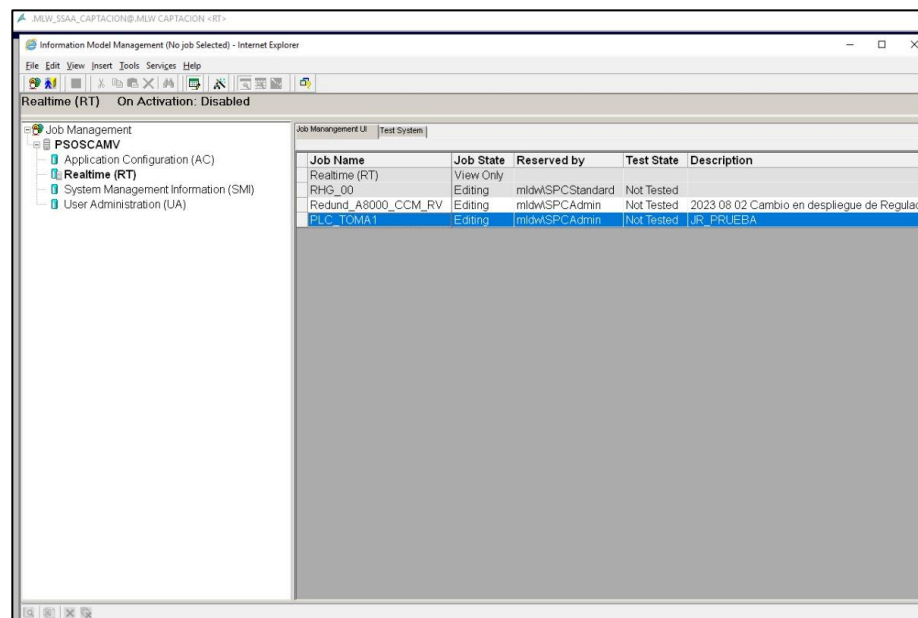 .MLW_SSAA_CAPTACION@.MLW CAPTACION <RT>
Information Model Management (No job Selected) - Internet Explorer
File Edit View Insert Tools Services Help
Realtime (RT) On Activation: Disabled
Job Management
PSOSCAMV
Application Configuration (AC)
Realtime (RT)
System Management Information (SMI)
User Administration (UA)
Job Manangement UI Test System
Job Name Job State Reserved by Test State Description
Realtime (RT) View Only
RHG_00 Editing mldw\SPCStandard Not Tested
Redund_A8000_CCM_RV Editing mldw\SPCAdmin Not Tested 2023 08 02 Cambio en despliegue de Regulac
PLC_TOMA1 Editing mldw\SPCAdmin Not Tested JR_PRUEBA